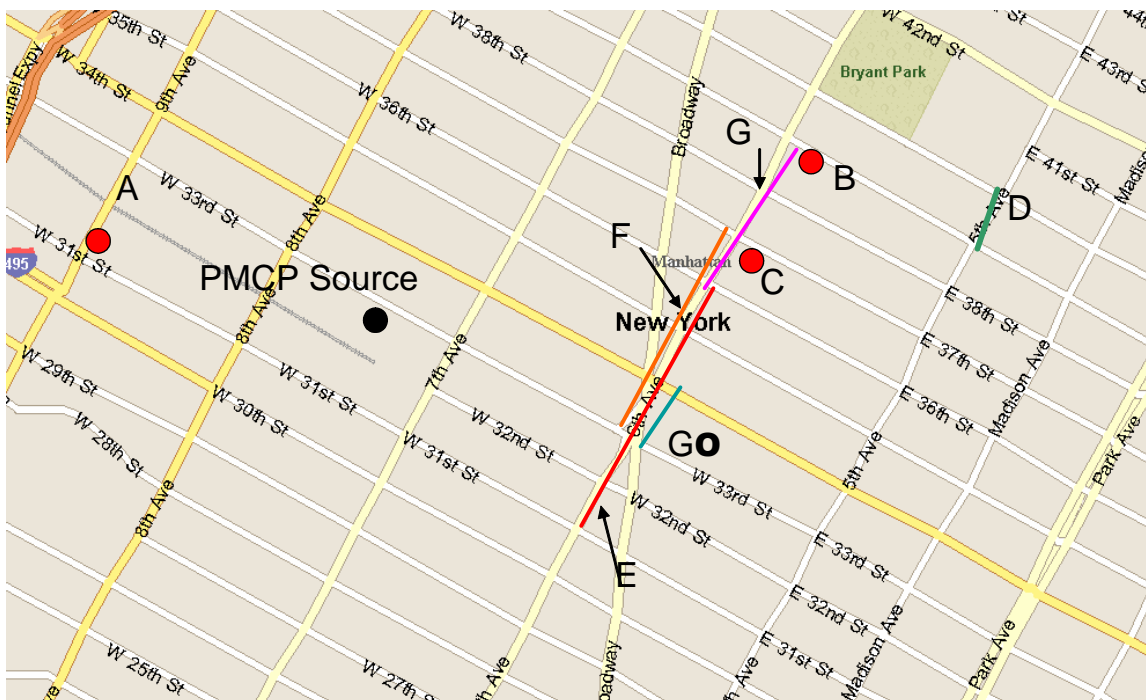 W 35th St
W 38th St
W 42nd St
Bryant Park
E 43rd St
W 34th St
9th Ave
W 36th St
Broadway
G
B
E 41st St
Madison
A
W 33rd St
8th Ave
5th Ave
D
F
Manhattan
C
W 31st St
495
PMCP Source
New York
E 38th St
8th Ave
7th Ave
E 37th St
Madison Ave
W 29th St
W 31st St
6th Ave
E 36th St
W 30th St
W 32nd St
Go
W 28th St
W 31st St
W 33rd St
5th Ave
Park Ave
8th Ave
W 32nd St
E 33rd St
E
E 32nd St
E 31st St
Madison Ave
Park Ave
W 25th St
W 27th St